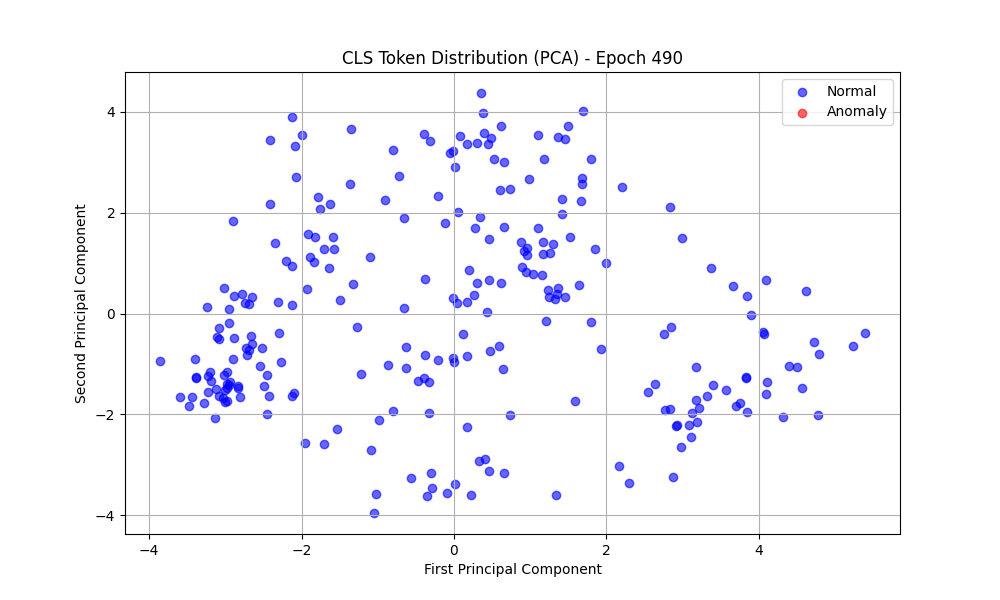 CLS Token Distribution (PCA) - Epoch 490
Normal
Anomaly
4
2
0
−2
−4
Second Principal Component
−4
−2
0
2
4
First Principal Component